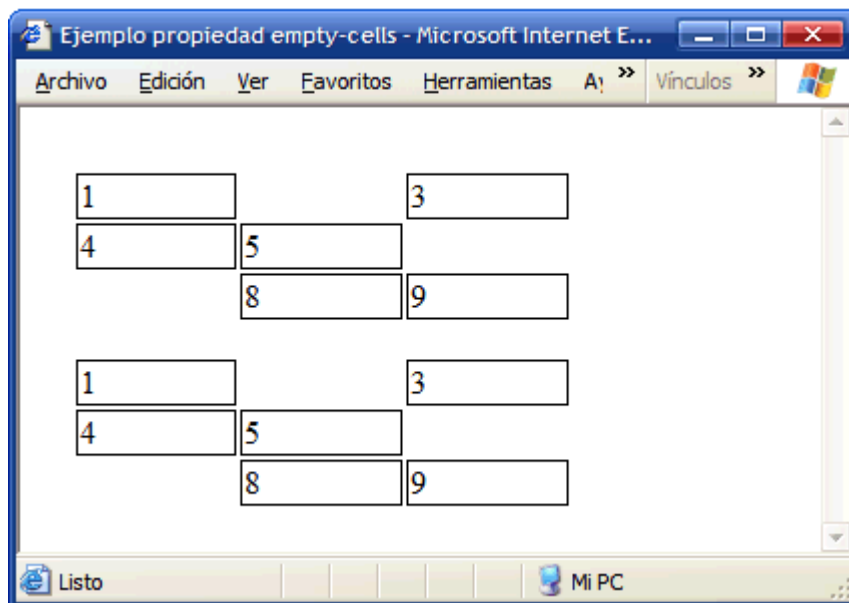 Ejemplo propiedad empty-cells - Microsoft Internet E...
Archivo Edición Ver Favoritos Herramientas Ay » Vínculos »
1 3
4 5
8 9
1 3
4 5
8 9
Listo Mi PC